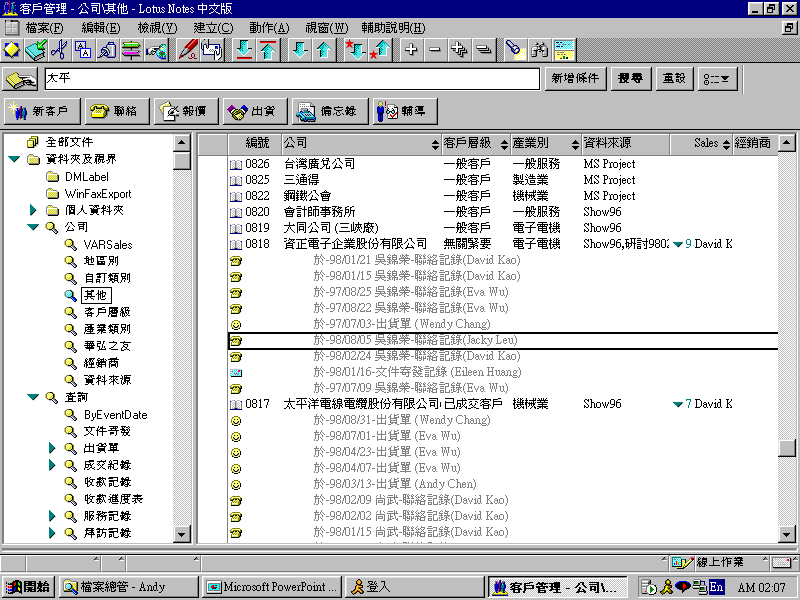 客戶管理 - 公司\其他 - Lotus Notes 中文版
檔案(F) 編輯(E) 檢視(V) 建立(C) 動作(A) 視窗(W) 輔助說明(H)
太平 新增條件 搜尋 重設
新客戶 聯絡 報價 出貨 備忘錄 輔導
全部文件
資料夾及視界
DMLabel
WinFaxExport
個人資料夾
公司
VARSales
地區別
自訂類別
其他
客戶層級
產業類別
華弘之友
經銷商
資料來源
查詢
ByEventDate
文件寄發
出貨單
成交紀錄
收款記錄
收款進度表
服務記錄
拜訪記錄
編號 公司 客戶層級 產業別 資料來源 Sales 經銷商
0826 台灣廣兌公司 一般客戶 一般服務 MS Project
0825 三通得 一般客戶 製造業 MS Project
0822 鋼鐵公會 一般客戶 機械業 MS Project
0820 會計師事務所 一般客戶 一般服務 Show96
0819 大同公司 (三峽廠) 一般客戶 電子電機 Show96
0818 資正電子企業股份有限公司 無關緊要 電子電機 Show96,研討980 9 David K
於-98/01/21 吳錦榮-聯絡記錄(David Kao)
於-98/01/15 吳錦榮-聯絡記錄(David Kao)
於-97/08/25 吳錦榮-聯絡記錄(Eva Wu)
於-97/08/22 吳錦榮-聯絡記錄(Eva Wu)
於-97/07/03-出貨單 (Wendy Chang)
於-98/08/05 吳錦榮-聯絡記錄(Jacky Leu)
於-98/02/24 吳錦榮-聯絡記錄(David Kao)
於-98/01/16-文件寄發記錄 (Eileen Huang)
於-97/07/09 吳錦榮-聯絡記錄(Eva Wu)
0817 太平洋電線電纜股份有限公司 已成交客戶 機械業 Show96 7 David K
於-98/08/31-出貨單 (Wendy Chang)
於-98/07/01-出貨單 (Eva Wu)
於-98/04/23-出貨單 (Eva Wu)
於-98/04/07-出貨單 (Eva Wu)
於-98/03/13-出貨單 (Andy Chen)
於-98/02/09 尚武-聯絡記錄(David Kao)
於-98/02/02 尚武-聯絡記錄(David Kao)
於-98/01/15 尚武-聯絡記錄(David Kao)
線上作業
開始 檔案總管 - Andy Microsoft PowerPoint ... 登入 客戶管理 - 公司\... En AM 02:07